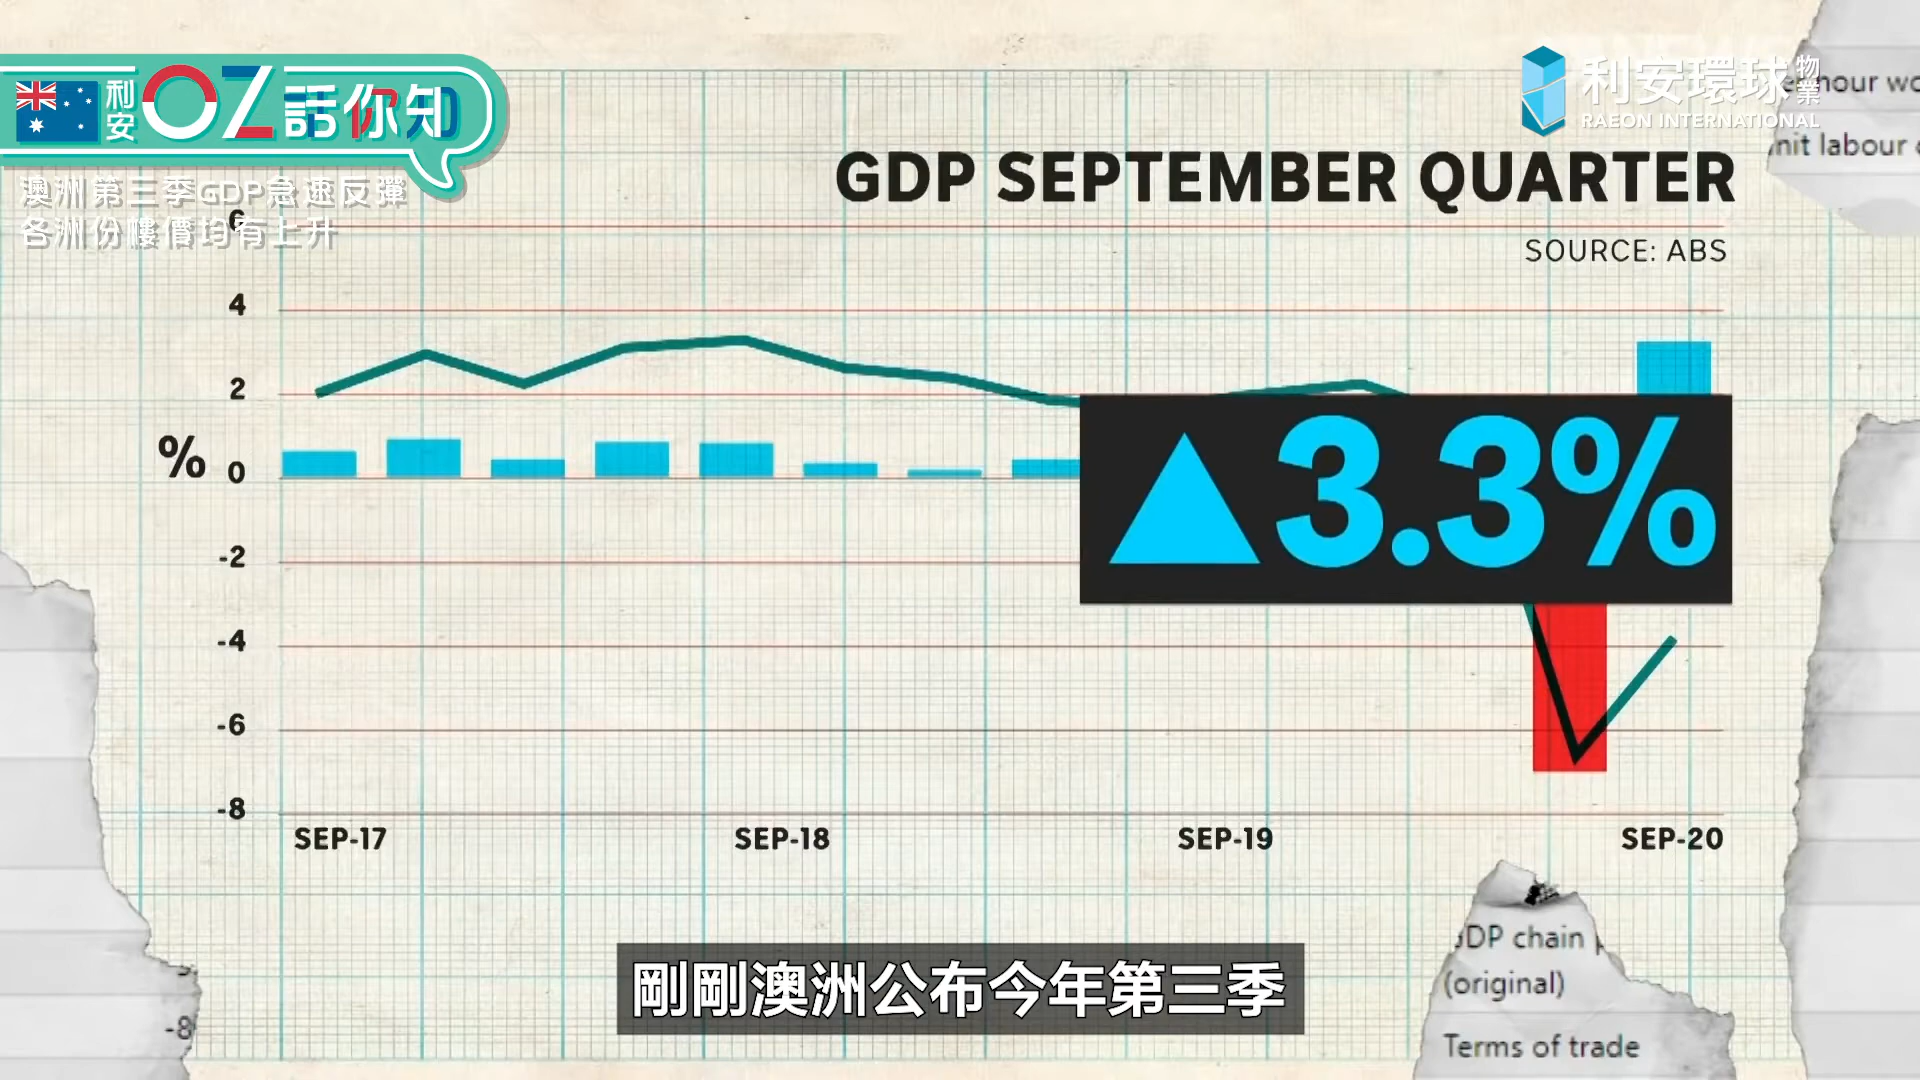 利安 OZ話你知
澳洲第三季GDP急速反彈
各洲份樓價均有上升
利安環球 物業
RAEON INTERNATIONAL
hour wo
nit labour
GDP SEPTEMBER QUARTER
SOURCE: ABS
6
4
2
%
0
-2
-4
-6
-8
▲3.3%
SEP-17 SEP-18 SEP-19 SEP-20
GDP chain
(original)
Terms of trade
-8
剛剛澳洲公布今年第三季